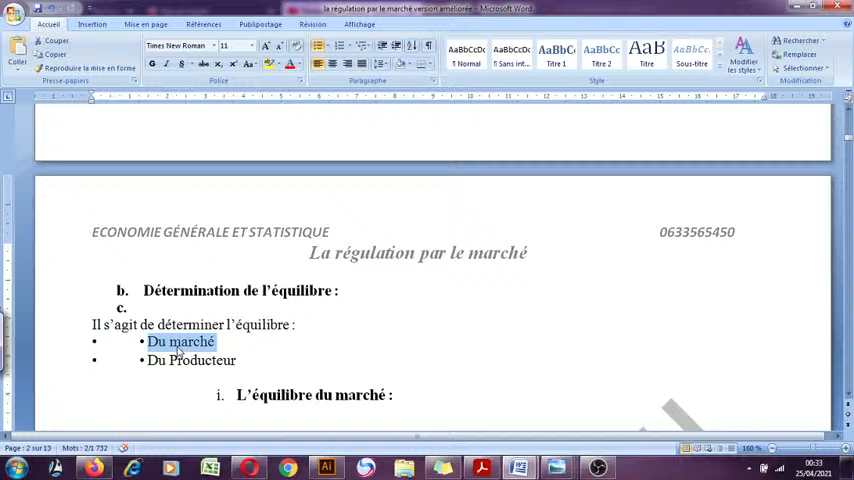 la régulation par le marché version améliorée - Microsoft Word
Accueil Insertion Mise en page Références Publipostage Révision Affichage
Coller
Couper
Copier
Reproduire la mise en forme
Presse-papiers
Times New Roman 11
G I S abc
Police
Paragraphe
AaBbCcDc AaBbCcDc AaBbCc AaBbCc AaB AaBbCc
¶ Normal ¶ Sans int... Titre 1 Titre 2 Titre Sous-titre
Modifier les styles
Style
Rechercher
Remplacer
Sélectionner
Modification
ECONOMIE GÉNÉRALE ET STATISTIQUE 0633565450
La régulation par le marché
b. Détermination de l’équilibre :
c.
Il s’agit de déterminer l’équilibre :
• • Du marché
• • Du Producteur
i. L’équilibre du marché :
Page : 2 sur 13 Mots : 2/1 732 160 %
00:33
25/04/2021